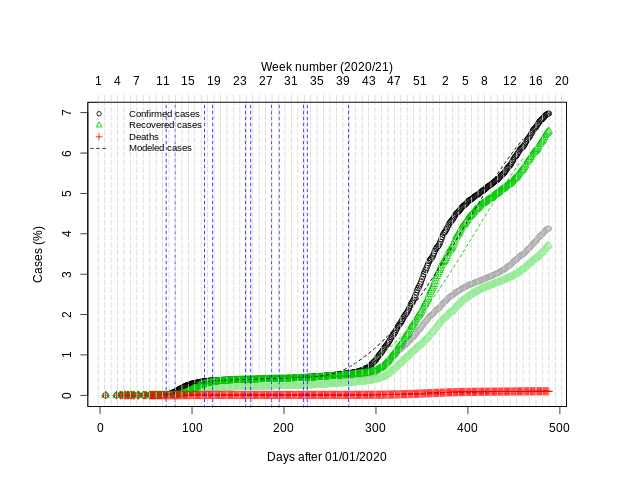 Week number (2020/21)
1 4 7 11 15 19 23 27 31 35 39 43 47 51 2 5 8 12 16 20
Confirmed cases
Recovered cases
Deaths
Modeled cases
7
6
5
4
3
2
1
0
Cases (%)
0 100 200 300 400 500
Days after 01/01/2020